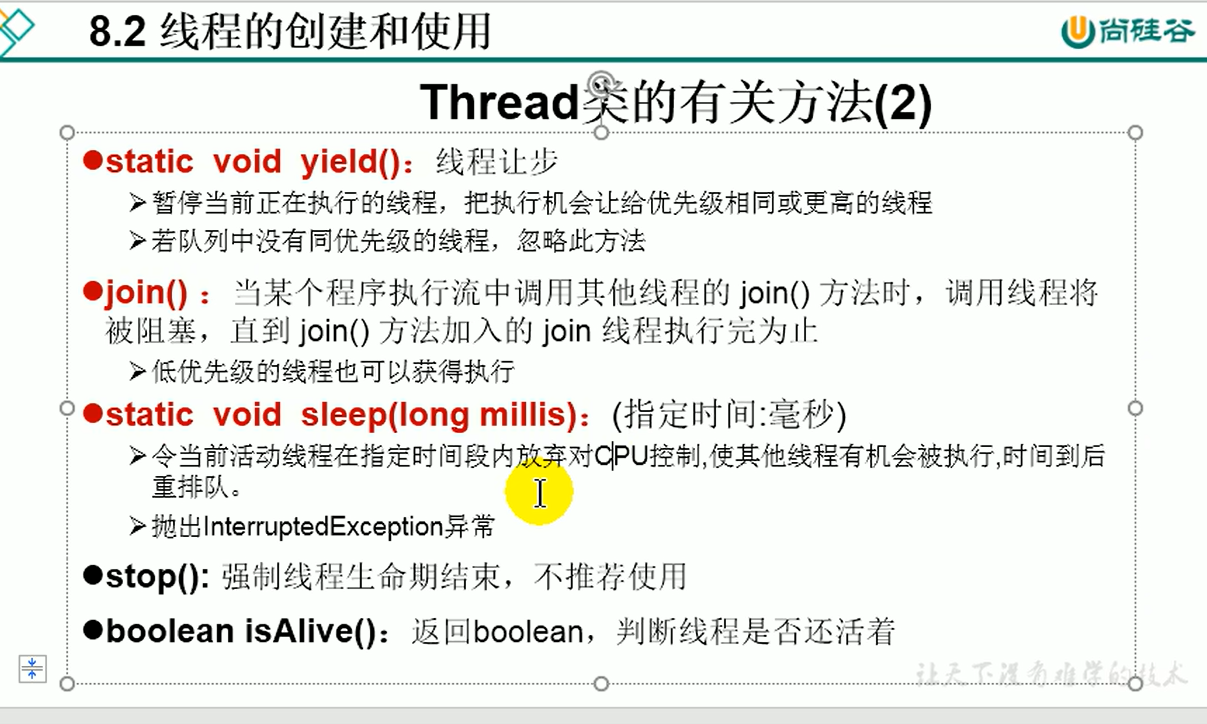 8.2 线程的创建和使用
尚硅谷
Thread类的有关方法(2)
●static void yield()：线程让步
➢暂停当前正在执行的线程，把执行机会让给优先级相同或更高的线程
➢若队列中没有同优先级的线程，忽略此方法
●join() ：当某个程序执行流中调用其他线程的 join() 方法时，调用线程将
被阻塞，直到 join() 方法加入的 join 线程执行完为止
➢低优先级的线程也可以获得执行
●static void sleep(long millis)：(指定时间:毫秒)
➢令当前活动线程在指定时间段内放弃对CPU控制,使其他线程有机会被执行,时间到后
重排队。
➢抛出InterruptedException异常
●stop(): 强制线程生命期结束，不推荐使用
●boolean isAlive()：返回boolean，判断线程是否还活着
让天下没有难学的技术